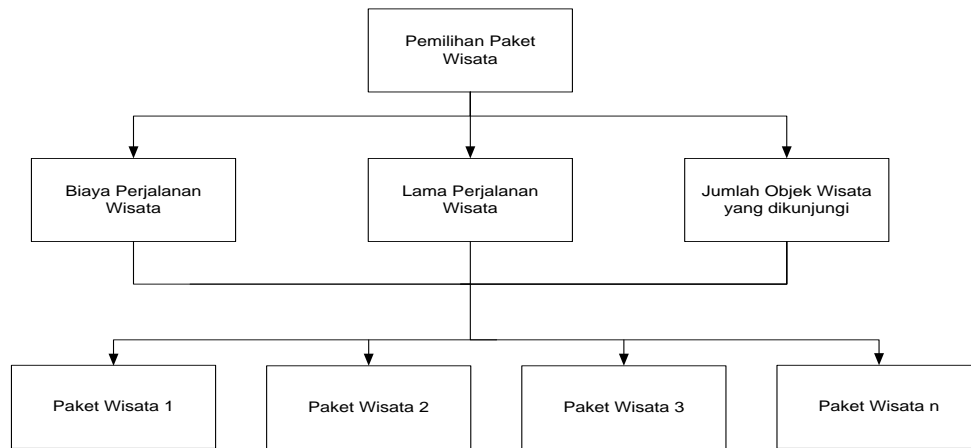 Pemilihan Paket
Wisata
Biaya Perjalanan
Wisata
Lama Perjalanan
Wisata
Jumlah Objek Wisata
yang dikunjungi
Paket Wisata 1
Paket Wisata 2
Paket Wisata 3
Paket Wisata n